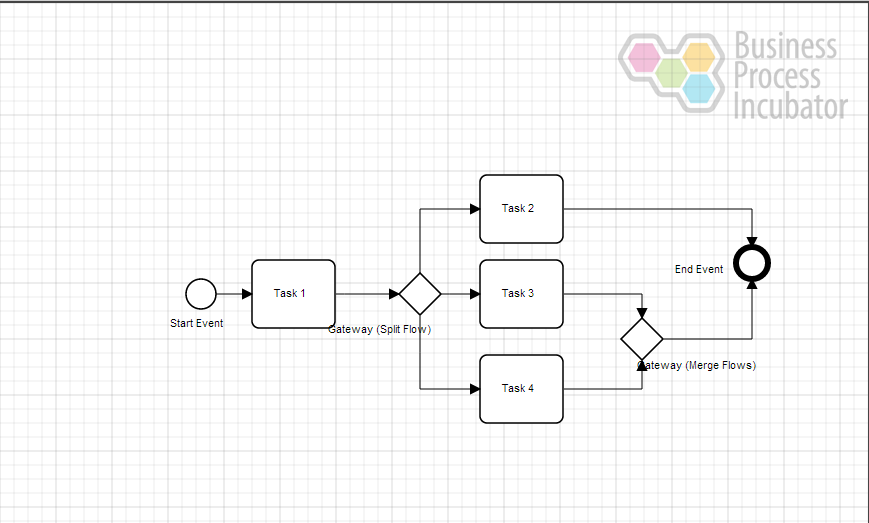 Business
Process
Incubator
Task 2
End Event
Task 1
Task 3
Start Event
Gateway (Split Flow)
Gateway (Merge Flows)
Task 4